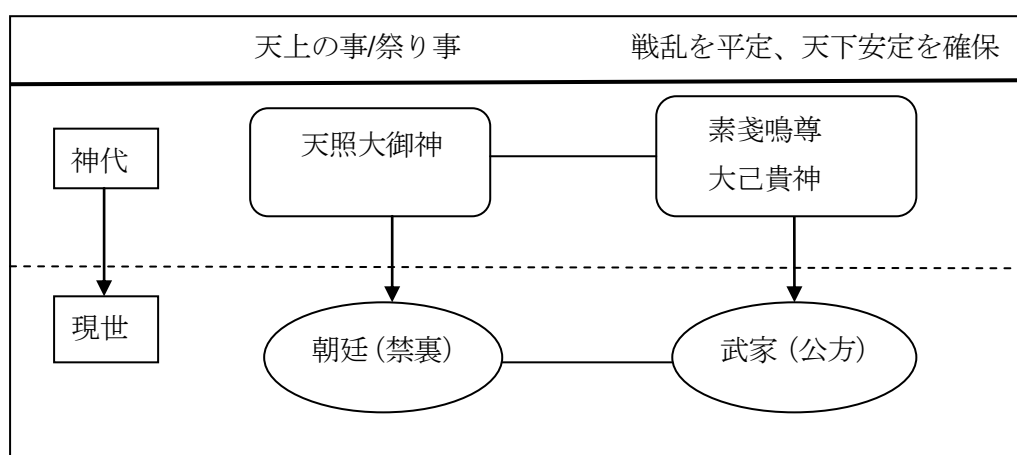 天上の事/祭り事
戦乱を平定、天下安定を確保
神代
天照大御神
素戔鳴尊
大己貴神
現世
朝廷（禁裏）
武家（公方）